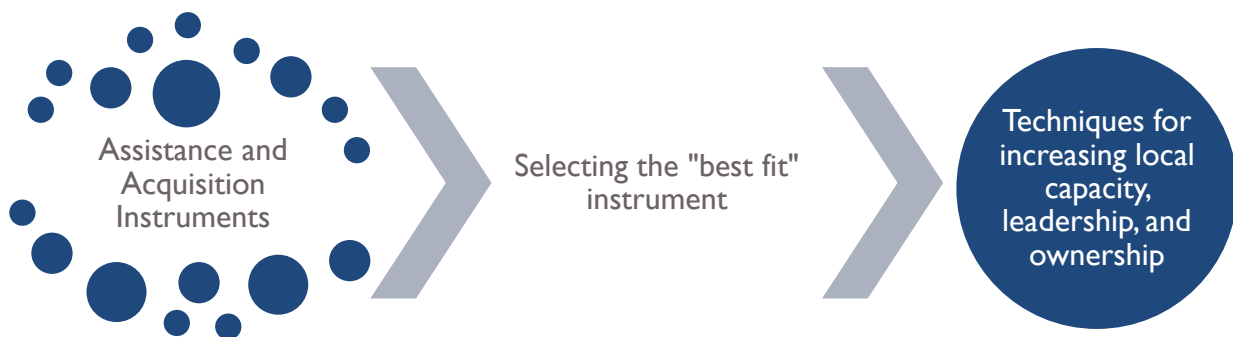 Assistance and
Acquisition
Instruments
Selecting the "best fit"
instrument
Techniques for
increasing local
capacity,
leadership, and
ownership